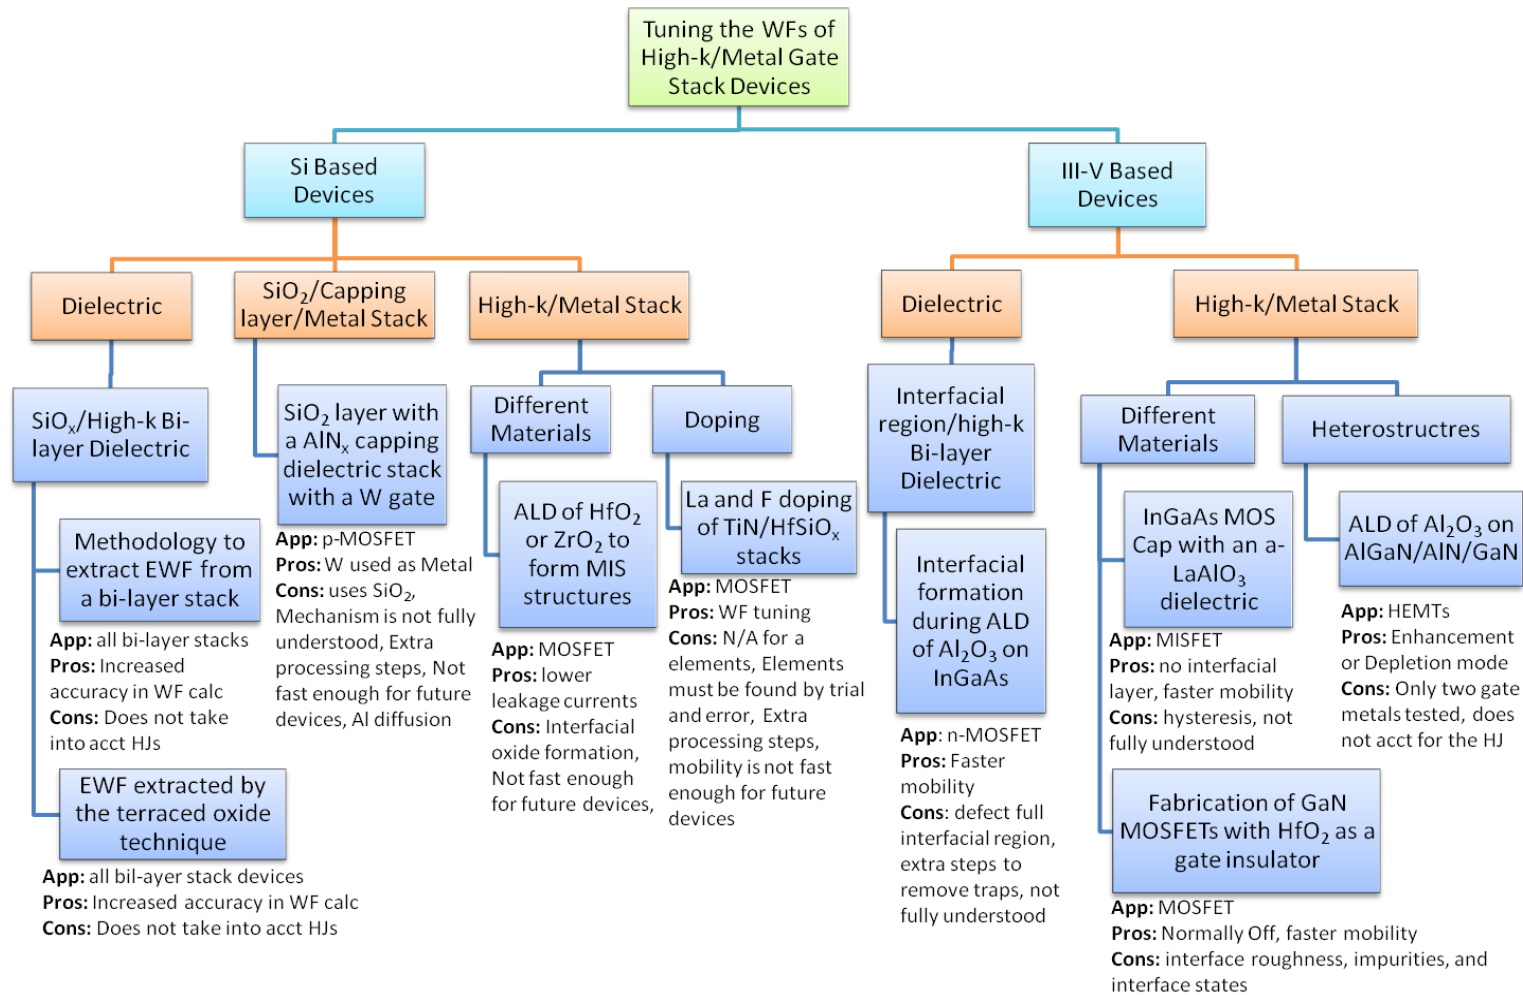 Tuning the WFs of
High-k/Metal Gate
Stack Devices
Si Based
Devices
III-V Based
Devices
Dielectric
SiO₂/Capping
layer/Metal Stack
High-k/Metal Stack
Dielectric
High-k/Metal Stack
SiOₓ/High-k Bi-
layer Dielectric
SiO₂ layer with
a AlNₓ capping
dielectric stack
with a W gate
Different
Materials
Doping
Interfacial
region/high-k
Bi-layer
Dielectric
Different
Materials
Heterostructres
Methodology to
extract EWF from
a bi-layer stack
App: all bi-layer stacks
Pros: Increased
accuracy in WF calc
Cons: Does not take
into acct HJs
EWF extracted by
the terraced oxide
technique
App: all bil-ayer stack devices
Pros: Increased accuracy in WF calc
Cons: Does not take into acct HJs
App: p-MOSFET
Pros: W used as Metal
Cons: uses SiO₂,
Mechanism is not fully
understood, Extra
processing steps, Not
fast enough for future
devices, Al diffusion
ALD of HfO₂
or ZrO₂ to
form MIS
structures
App: MOSFET
Pros: lower
leakage currents
Cons: Interfacial
oxide formation,
Not fast enough
for future devices,
La and F doping
of TiN/HfSiOₓ
stacks
App: MOSFET
Pros: WF tuning
Cons: N/A for a
elements, Elements
must be found by trial
and error, Extra
processing steps,
mobility is not fast
enough for future
devices
Interfacial
formation
during ALD
of Al₂O₃ on
InGaAs
App: n-MOSFET
Pros: Faster
mobility
Cons: defect full
interfacial region,
extra steps to
remove traps, not
fully understood
InGaAs MOS
Cap with an a-
LaAlO₃
dielectric
App: MISFET
Pros: no interfacial
layer, faster mobility
Cons: hysteresis, not
fully understood
ALD of Al₂O₃ on
AlGaN/AlN/GaN
App: HEMTs
Pros: Enhancement
or Depletion mode
Cons: Only two gate
metals tested, does
not acct for the HJ
Fabrication of GaN
MOSFETs with HfO₂ as a
gate insulator
App: MOSFET
Pros: Normally Off, faster mobility
Cons: interface roughness, impurities, and
interface states